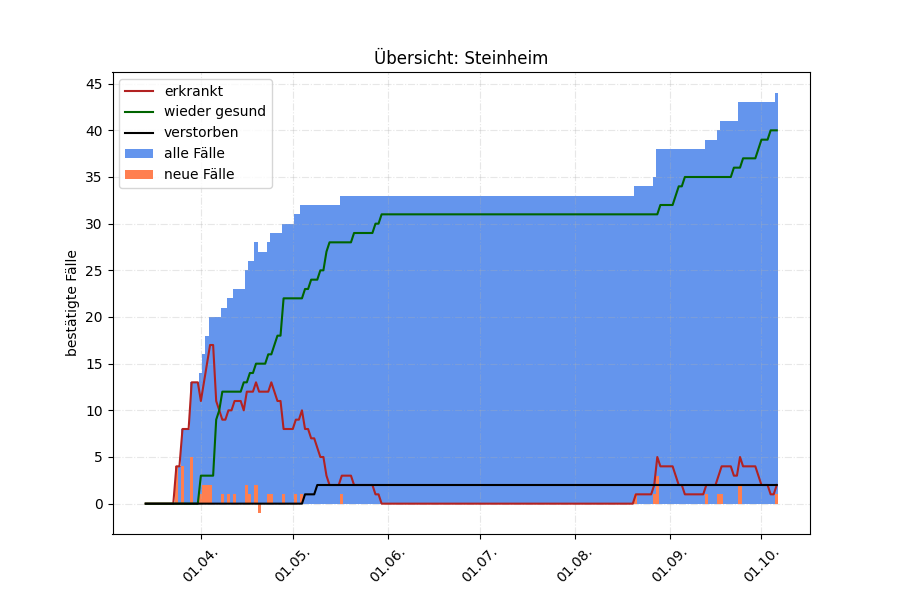 Übersicht: Steinheim
bestätigte Fälle
45
40
35
30
25
20
15
10
5
0
erkrankt
wieder gesund
verstorben
alle Fälle
neue Fälle
01.04.
01.05.
01.06.
01.07.
01.08.
01.09.
01.10.